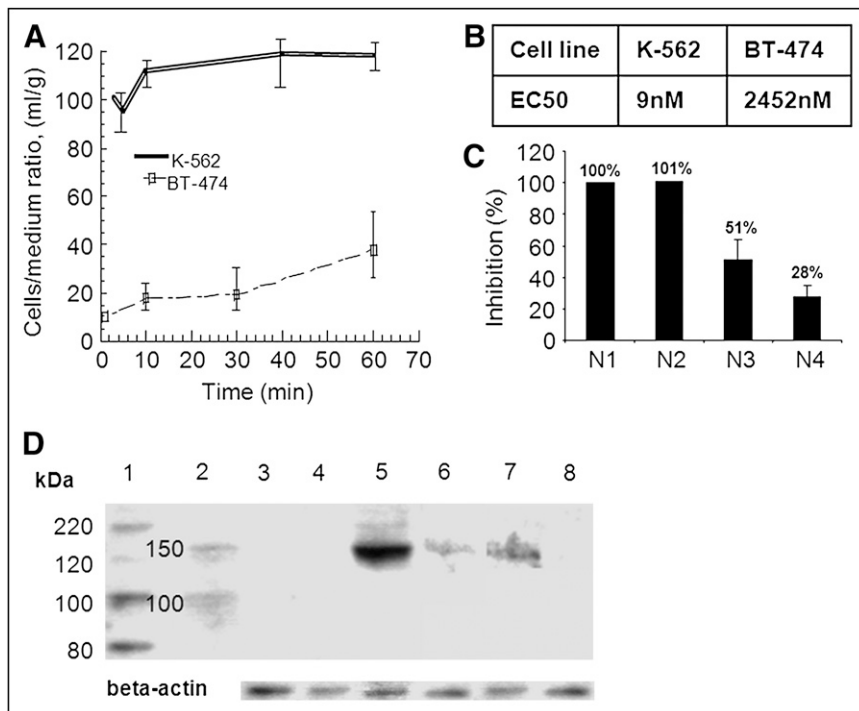 A
120
100
80
60
40
20
0
Cells/medium ratio, (ml/g)
K-562
BT-474
0 10 20 30 40 50 60 70
Time (min)
B
Cell line K-562 BT-474
EC50 9nM 2452nM
C
120
100
80
60
40
20
0
Inhibition (%)
100% 101% 51% 28%
N1 N2 N3 N4
D
kDa 1 2 3 4 5 6 7 8
220
150
120
100 100
80
beta-actin